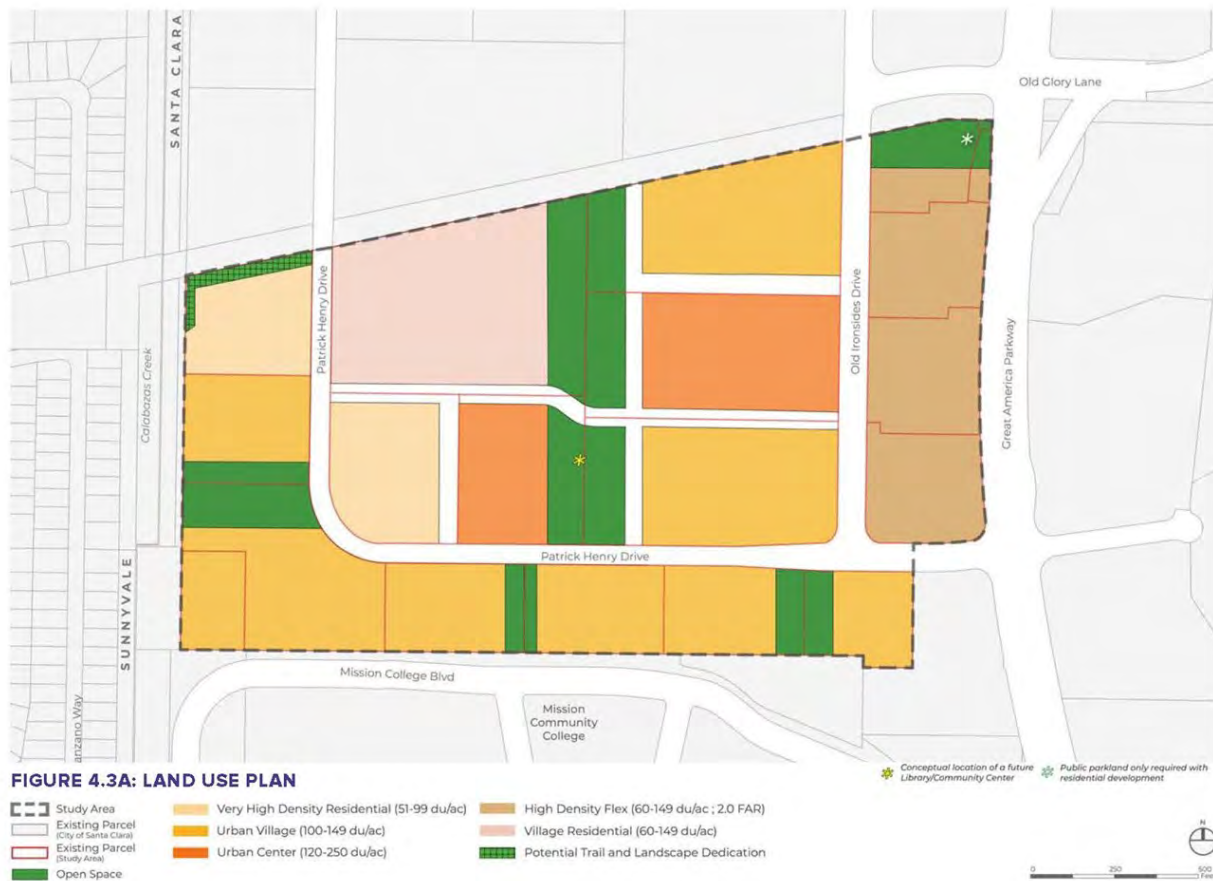 Old Glory Lane
SANTA CLARA
Patrick Henry Drive
Old Ironsides Drive
Great America Parkway
Calabazas Creek
Patrick Henry Drive
SUNNYVALE
Mission College Blvd
Mission
Community
College
anzano Way
FIGURE 4.3A: LAND USE PLAN
Conceptual location of a future
Library/Community Center
Public parkland only required with
residential development
Study Area
Existing Parcel
(City of Santa Clara)
Existing Parcel
(Study Area)
Open Space
Very High Density Residential (51-99 du/ac)
Urban Village (100-149 du/ac)
Urban Center (120-250 du/ac)
High Density Flex (60-149 du/ac ; 2.0 FAR)
Village Residential (60-149 du/ac)
Potential Trail and Landscape Dedication
N
0 250 500
Feet